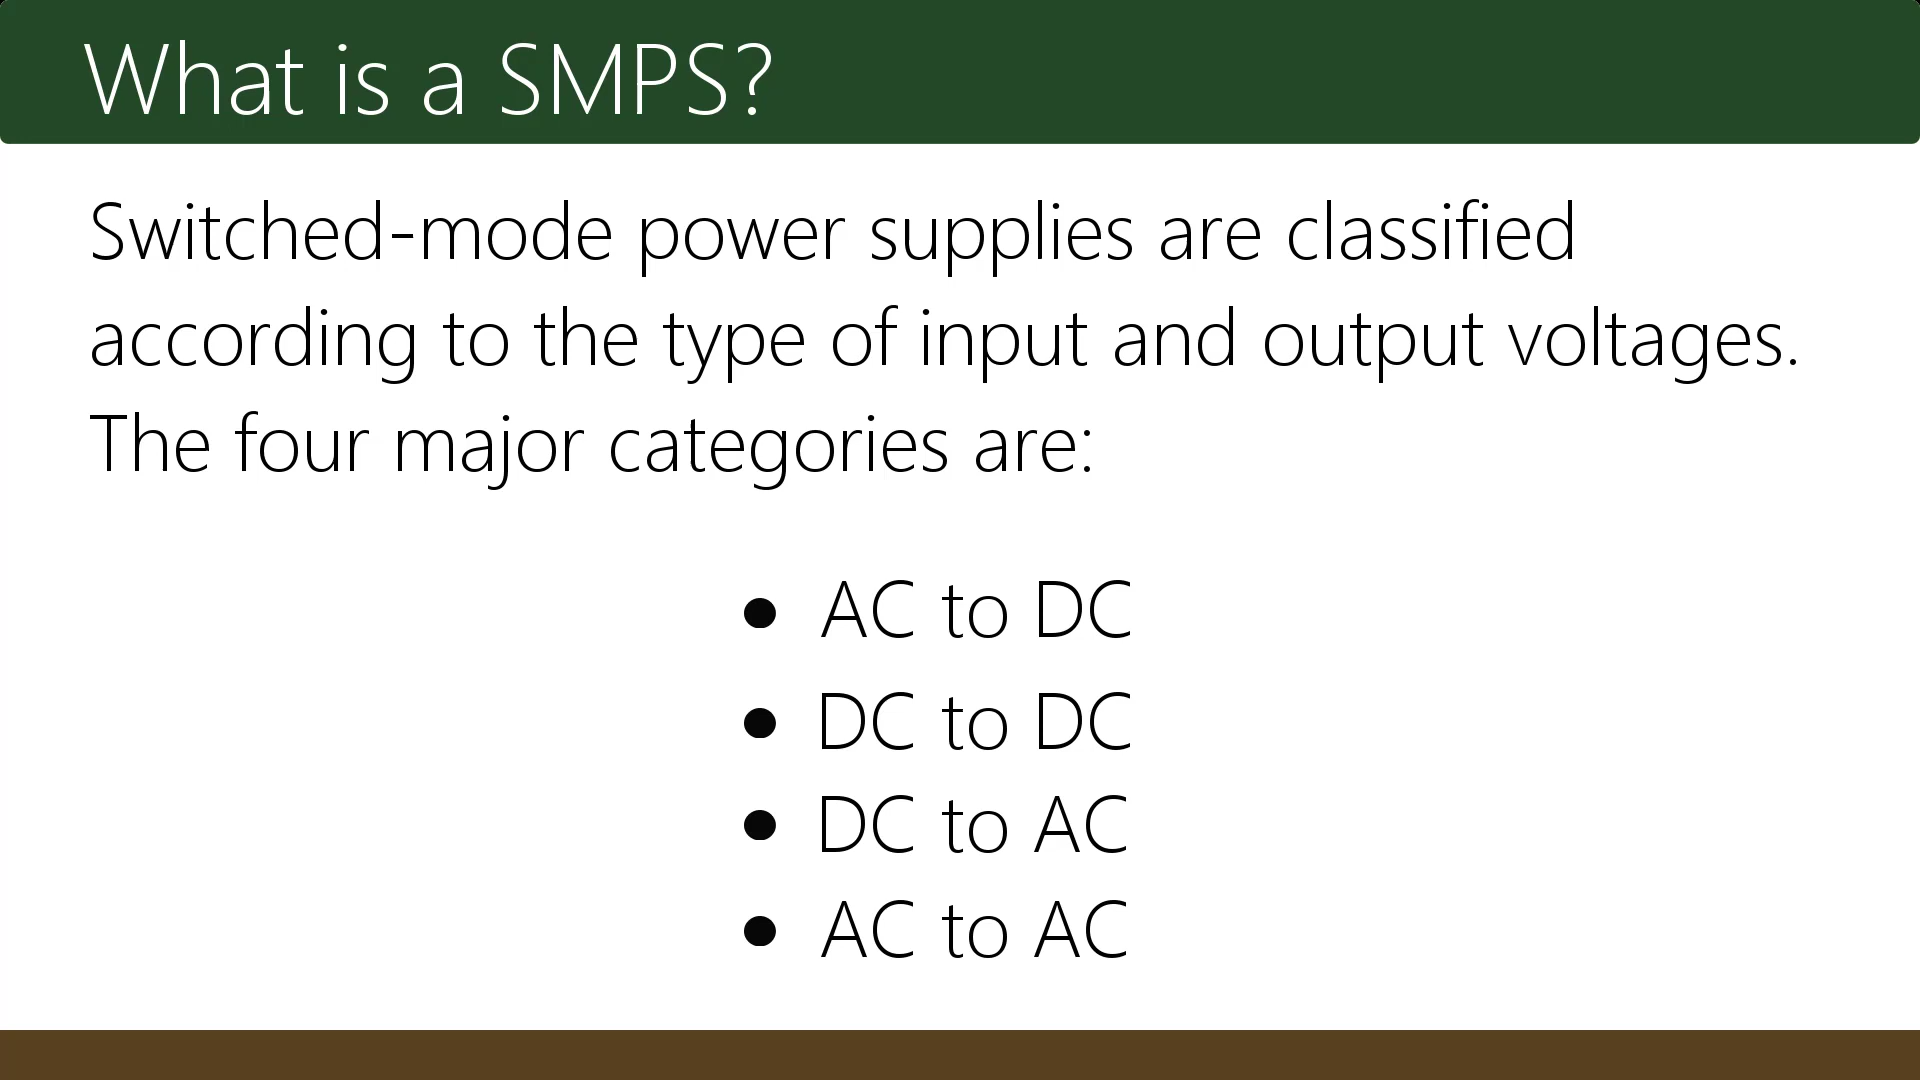 What is a SMPS?
Switched-mode power supplies are classified
according to the type of input and output voltages.
The four major categories are:
• AC to DC
• DC to DC
• DC to AC
• AC to AC